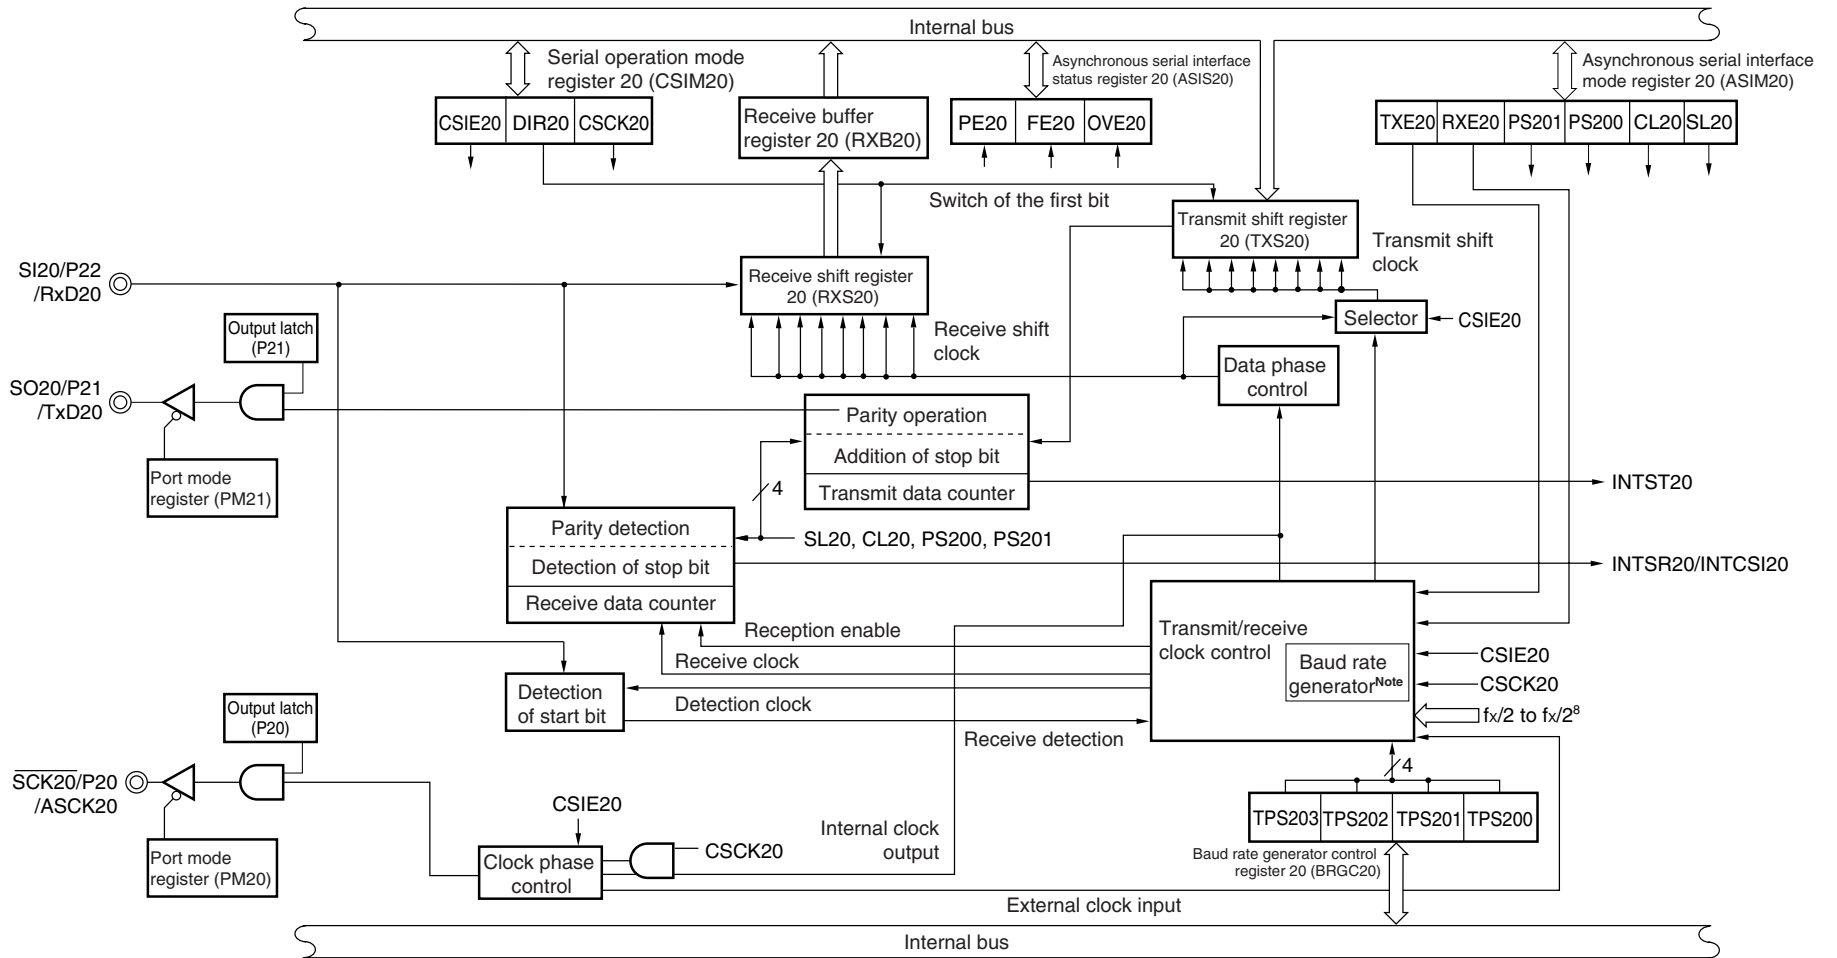 Internal bus
Serial operation mode
register 20 (CSIM20)
Asynchronous serial interface
status register 20 (ASIS20)
Asynchronous serial interface
mode register 20 (ASIM20)
CSIE20 DIR20 CSCK20
Receive buffer
register 20 (RXB20)
PE20 FE20 OVE20
TXE20 RXE20 PS201 PS200 CL20 SL20
Switch of the first bit
Transmit shift register
20 (TXS20)
Transmit shift
clock
SI20/P22
/RxD20
Receive shift register
20 (RXS20)
Selector
CSIE20
Output latch
(P21)
Receive shift
clock
Data phase
control
SO20/P21
/TxD20
Parity operation
Addition of stop bit
Transmit data counter
Port mode
register (PM21)
4
INTST20
Parity detection
Detection of stop bit
Receive data counter
SL20, CL20, PS200, PS201
INTSR20/INTCSI20
Reception enable
Receive clock
Transmit/receive
clock control
Baud rate
generatorNote
CSIE20
CSCK20
fx/2 to fx/2⁸
Detection
of start bit
Detection clock
Receive detection
Output latch
(P20)
4
SCK20/P20
/ASCK20
CSIE20
TPS203 TPS202 TPS201 TPS200
Internal clock
output
CSCK20
Port mode
register (PM20)
Clock phase
control
Baud rate generator control
register 20 (BRGC20)
External clock input
Internal bus